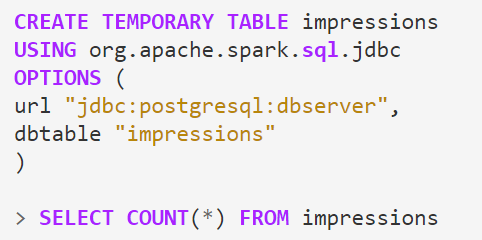 CREATE TEMPORARY TABLE impressions
USING org.apache.spark.sql.jdbc
OPTIONS (
url "jdbc:postgresql:dbserver",
dbtable "impressions"
)
> SELECT COUNT(*) FROM impressions